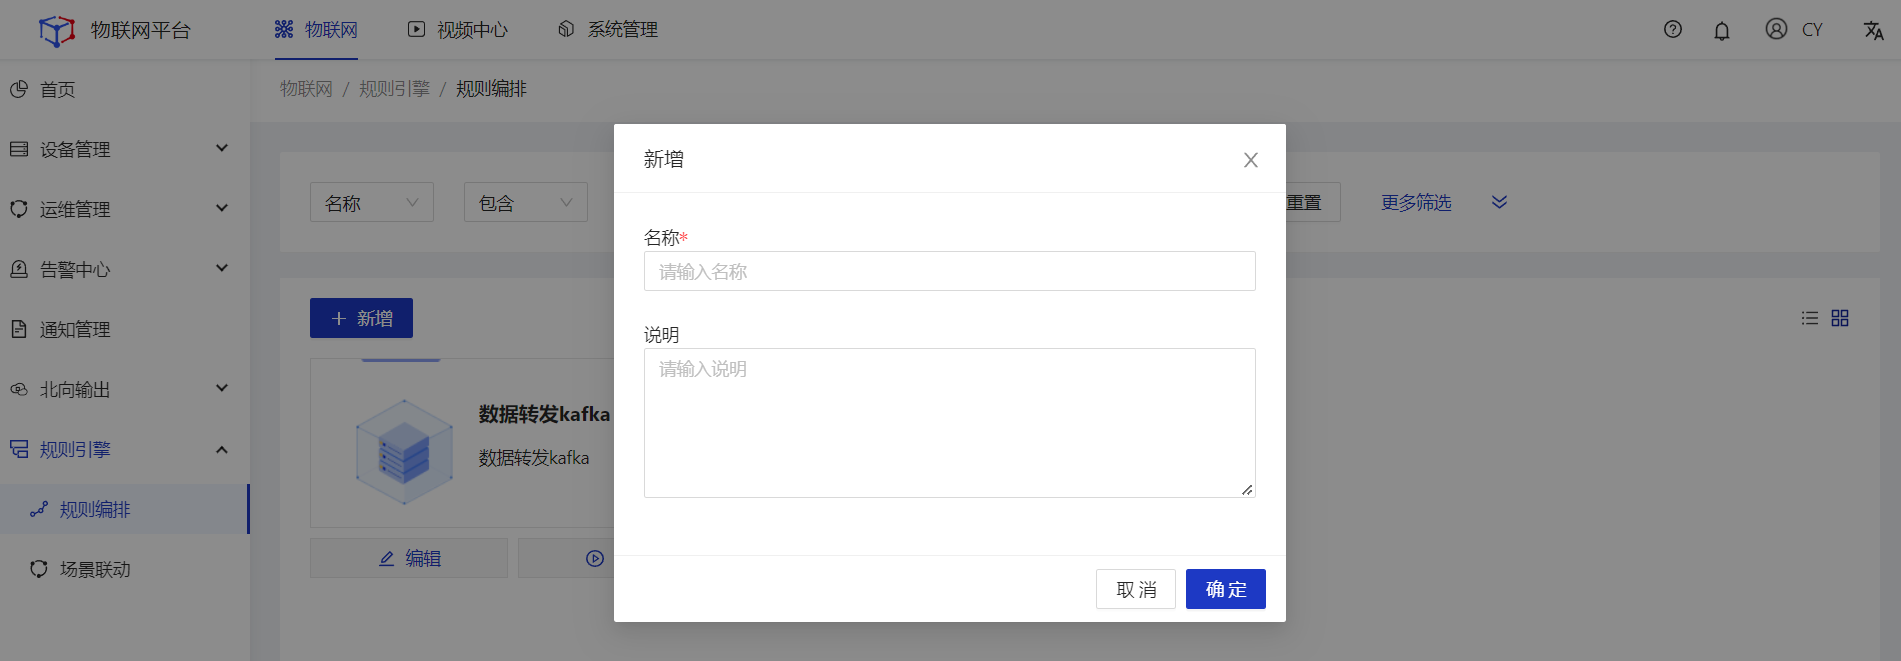 物联网平台
物联网
视频中心
系统管理
CY
首页
设备管理
运维管理
告警中心
通知管理
北向输出
规则引擎
规则编排
场景联动
物联网 / 规则引擎 / 规则编排
名称
包含
重置
更多筛选
新增
数据转发kafka
数据转发kafka
编辑
新增
名称*
请输入名称
说明
请输入说明
取消
确定